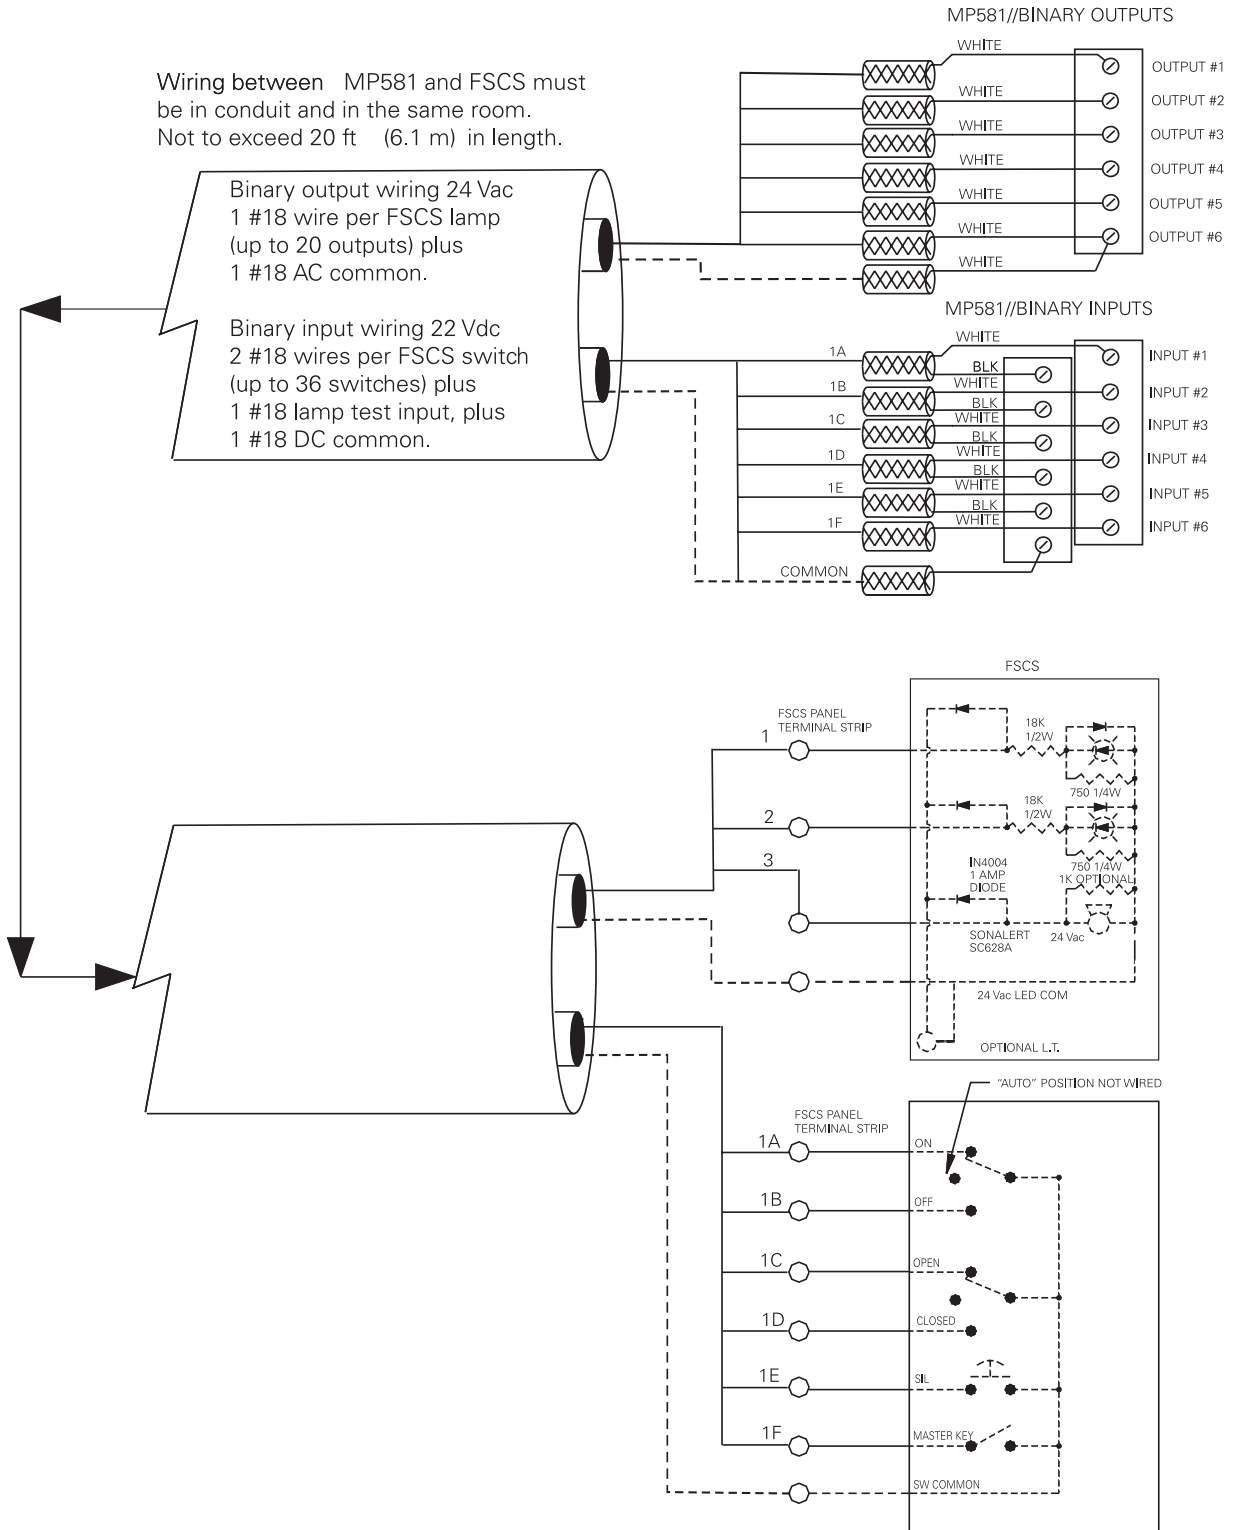 MP581//BINARY OUTPUTS
Wiring between MP581 and FSCS must
be in conduit and in the same room.
Not to exceed 20 ft (6.1 m) in length.
WHITE
OUTPUT #1
WHITE
OUTPUT #2
WHITE
OUTPUT #3
WHITE
OUTPUT #4
WHITE
OUTPUT #5
WHITE
OUTPUT #6
WHITE
Binary output wiring 24 Vac
1 #18 wire per FSCS lamp
(up to 20 outputs) plus
1 #18 AC common.
Binary input wiring 22 Vdc
2 #18 wires per FSCS switch
(up to 36 switches) plus
1 #18 lamp test input, plus
1 #18 DC common.
MP581//BINARY INPUTS
1A
WHITE
INPUT #1
BLK
1B
WHITE
INPUT #2
BLK
1C
WHITE
INPUT #3
BLK
1D
WHITE
INPUT #4
BLK
1E
WHITE
INPUT #5
BLK
1F
WHITE
INPUT #6
COMMON
FSCS
FSCS PANEL
TERMINAL STRIP
1
18K
1/2W
750 1/4W
2
18K
1/2W
750 1/4W
3
1K OPTIONAL
IN4004
1 AMP
DIODE
SONALERT
SC628A
24 Vac
24 Vac LED COM
OPTIONAL L.T.
"AUTO" POSITION NOT WIRED
FSCS PANEL
TERMINAL STRIP
1A
ON
1B
OFF
1C
OPEN
1D
CLOSED
1E
SIL
1F
MASTER KEY
SW COMMON